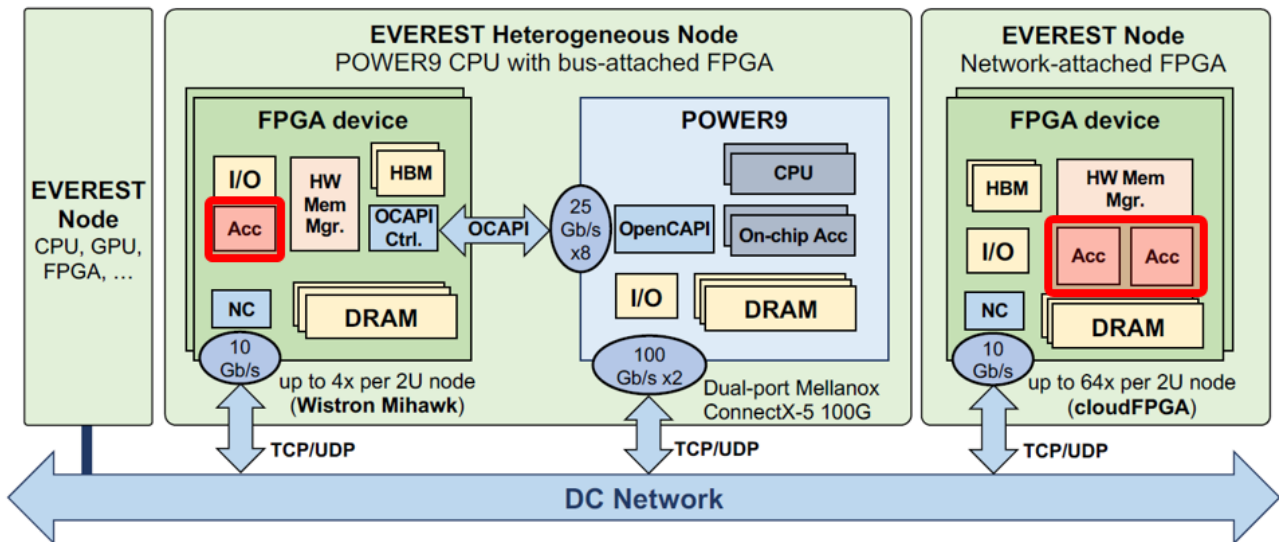 EVEREST
Node
CPU, GPU,
FPGA, …
EVEREST Heterogeneous Node
POWER9 CPU with bus-attached FPGA
FPGA device
I/O
Acc
HW
Mem
Mgr.
HBM
OCAPI
Ctrl.
NC
DRAM
10
Gb/s
up to 4x per 2U node
(Wistron Mihawk)
OCAPI
25
Gb/s
x8
POWER9
CPU
OpenCAPI
On-chip Acc
I/O
DRAM
100
Gb/s x2
Dual-port Mellanox
ConnectX-5 100G
EVEREST Node
Network-attached FPGA
FPGA device
HBM
HW Mem
Mgr.
I/O
Acc
Acc
NC
DRAM
10
Gb/s
up to 64x per 2U node
(cloudFPGA)
TCP/UDP
TCP/UDP
TCP/UDP
DC Network